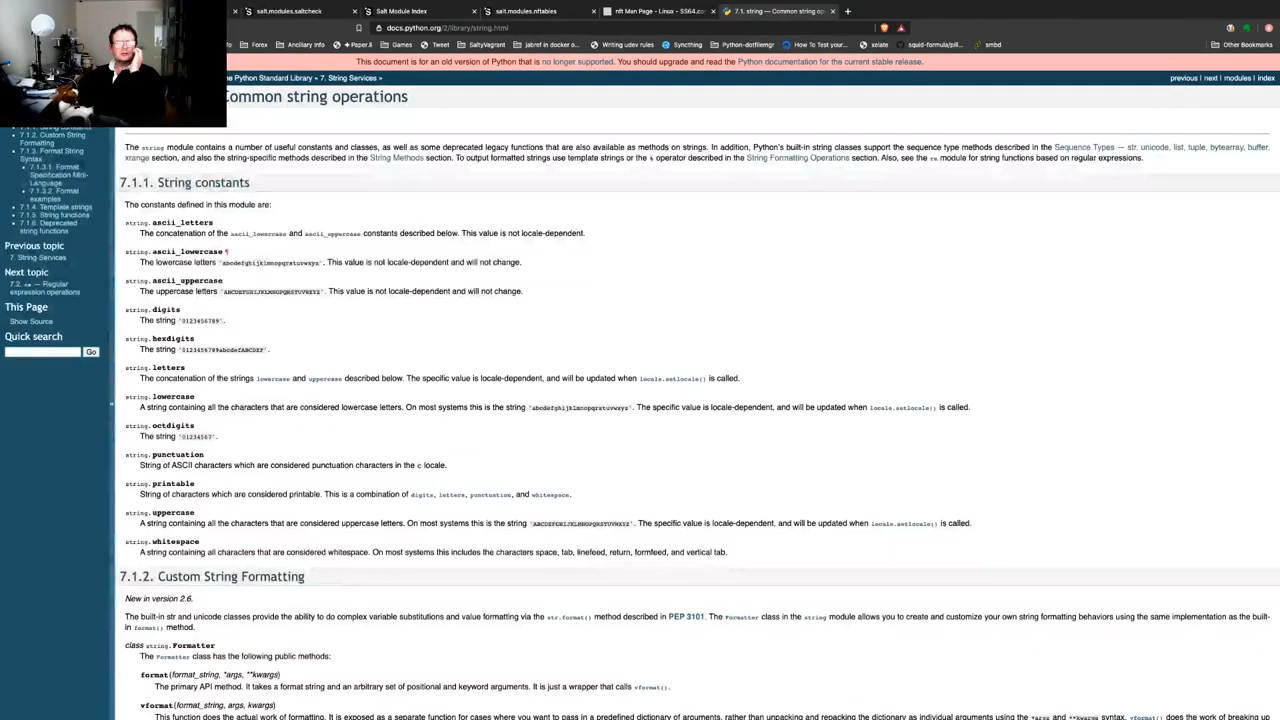 salt.modules.saltcheck
Salt Module Index
salt.modules.nftables
nft Man Page - Linux - SS64.co
7.1. string — Common string op
docs.python.org/2/library/string.html
Forex
Ancillary Info
Paper.li
Games
Tweet
SaltyVagrant
jabref in docker o...
Writing udev rules
Syncthing
Python-dotfilemgr
How To Test your...
xelate
squid-formula/pill...
smbd
Other Bookmarks
This document is for an old version of Python that is no longer supported. You should upgrade and read the Python documentation for the current stable release.
Python Standard Library » 7. String Services »
previous | next | modules | index
Common string operations
7.1.2. Custom String
Formatting
7.1.3. Format String
Syntax
7.1.3.1. Format
Specification Mini-
Language
7.1.3.2. Format
examples
7.1.4. Template strings
7.1.5. String functions
7.1.6. Deprecated
string functions
Previous topic
7. String Services
Next topic
7.2. re — Regular
expression operations
This Page
Show Source
Quick search
Go
The string module contains a number of useful constants and classes, as well as some deprecated legacy functions that are also available as methods on strings. In addition, Python's built-in string classes support the sequence type methods described in the Sequence Types — str, unicode, list, tuple, bytearray, buffer,
xrange section, and also the string-specific methods described in the String Methods section. To output formatted strings use template strings or the % operator described in the String Formatting Operations section. Also, see the re module for string functions based on regular expressions.
7.1.1. String constants
The constants defined in this module are:
string.ascii_letters
The concatenation of the ascii_lowercase and ascii_uppercase constants described below. This value is not locale-dependent.
string.ascii_lowercase¶
The lowercase letters 'abcdefghijklmnopqrstuvwxyz'. This value is not locale-dependent and will not change.
string.ascii_uppercase
The uppercase letters 'ABCDEFGHIJKLMNOPQRSTUVWXYZ'. This value is not locale-dependent and will not change.
string.digits
The string '0123456789'.
string.hexdigits
The string '0123456789abcdefABCDEF'.
string.letters
The concatenation of the strings lowercase and uppercase described below. The specific value is locale-dependent, and will be updated when locale.setlocale() is called.
string.lowercase
A string containing all the characters that are considered lowercase letters. On most systems this is the string 'abcdefghijklmnopqrstuvwxyz'. The specific value is locale-dependent, and will be updated when locale.setlocale() is called.
string.octdigits
The string '01234567'.
string.punctuation
String of ASCII characters which are considered punctuation characters in the C locale.
string.printable
String of characters which are considered printable. This is a combination of digits, letters, punctuation, and whitespace.
string.uppercase
A string containing all the characters that are considered uppercase letters. On most systems this is the string 'ABCDEFGHIJKLMNOPQRSTUVWXYZ'. The specific value is locale-dependent, and will be updated when locale.setlocale() is called.
string.whitespace
A string containing all characters that are considered whitespace. On most systems this includes the characters space, tab, linefeed, return, formfeed, and vertical tab.
7.1.2. Custom String Formatting
New in version 2.6.
The built-in str and unicode classes provide the ability to do complex variable substitutions and value formatting via the str.format() method described in PEP 3101. The Formatter class in the string module allows you to create and customize your own string formatting behaviors using the same implementation as the built-
in format() method.
class string.Formatter
The Formatter class has the following public methods:
format(format_string, *args, **kwargs)
The primary API method. It takes a format string and an arbitrary set of positional and keyword arguments. It is just a wrapper that calls vformat().
vformat(format_string, args, kwargs)
This function does the actual work of formatting. It is exposed as a separate function for cases where you want to pass in a predefined dictionary of arguments, rather than unpacking and repacking the dictionary as individual arguments using the *args and **kwargs syntax. vformat() does the work of breaking up